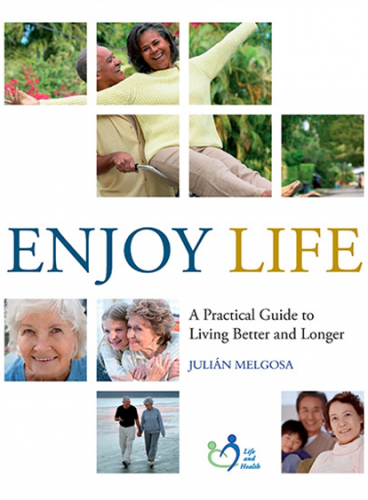 ENJOY LIFE
A Practical Guide to
Living Better and Longer
JULIÁN MELGOSA
Life
and
Health